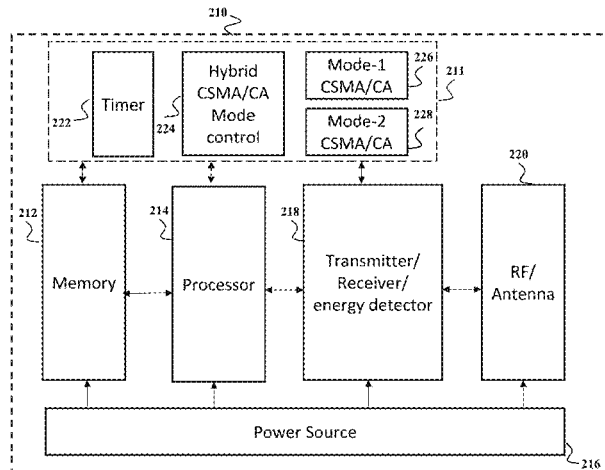 210
222
Timer
224
Hybrid
CSMA/CA
Mode
control
Mode-1
CSMA/CA
226
211
Mode-2
CSMA/CA
228
212
Memory
214
Processor
218
Transmitter/
Receiver/
energy detector
220
RF/
Antenna
Power Source
216